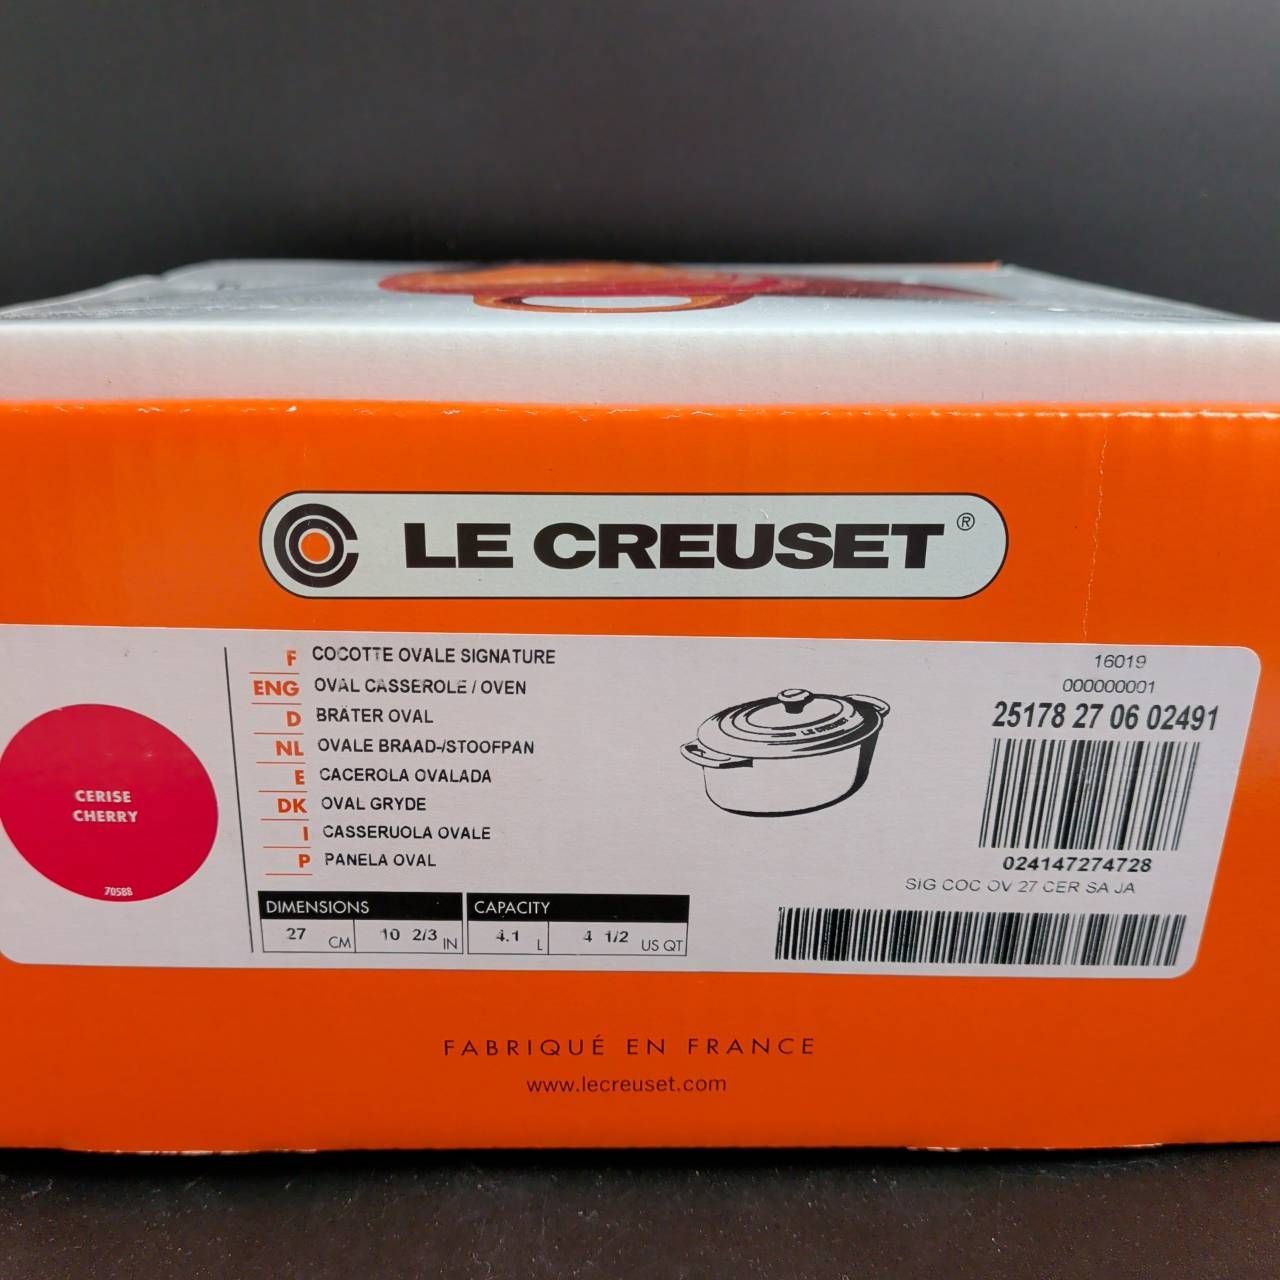 LE CREUSET ®
F COCOTTE OVALE SIGNATURE
ENG OVAL CASSEROLE / OVEN
D BRÄTER OVAL
NL OVALE BRAAD-/STOOFPAN
E CACEROLA OVALADA
DK OVAL GRYDE
I CASSERUOLA OVALE
P PANELA OVAL
CERISE
CHERRY
70588
DIMENSIONS CAPACITY
27 CM 10 2/3 IN 4.1 L 4 1/2 US QT
LE CREUSET
16019
000000001
25178 27 06 02491
024147274728
SIG COC OV 27 CER SA JA
FABRIQUÉ EN FRANCE
www.lecreuset.com